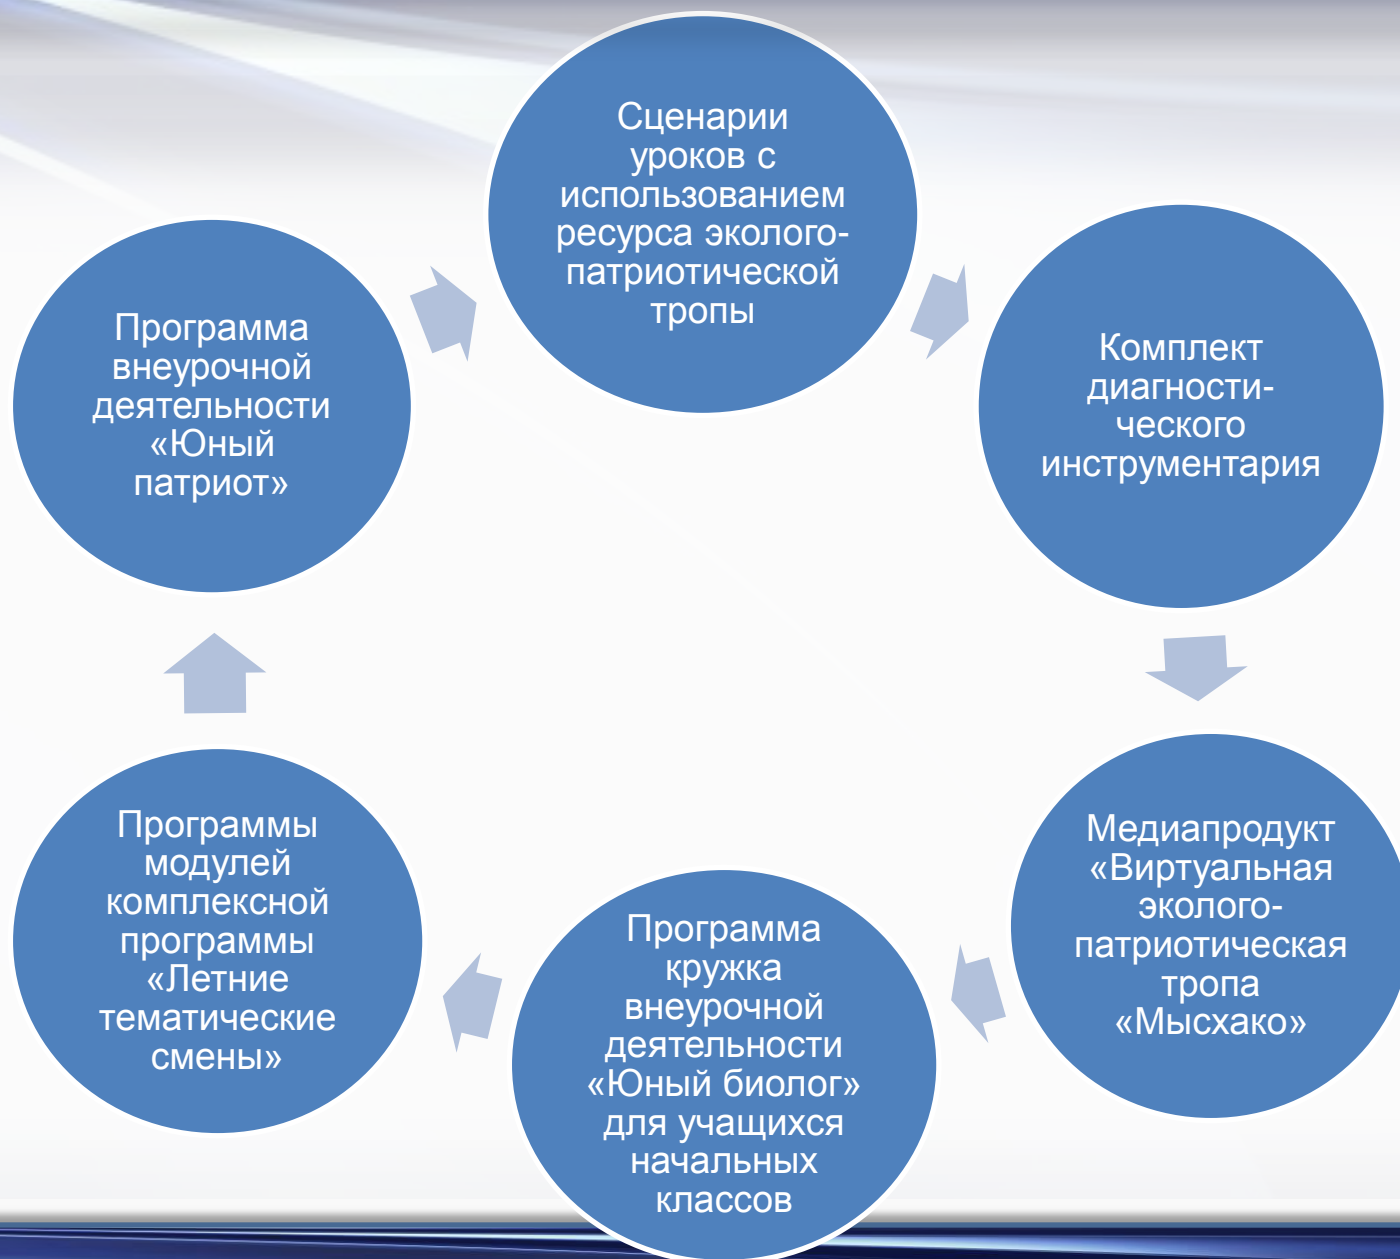 Сценарии
уроков с
использованием
ресурса эколого-
патриотической
тропы
Комплект
диагности-
ческого
инструментария
Медиапродукт
«Виртуальная
эколого-
патриотическая
тропа
«Мысхако»
Программа
кружка
внеурочной
деятельности
«Юный биолог»
для учащихся
начальных
классов
Программы
модулей
комплексной
программы
«Летние
тематические
смены»
Программа
внеурочной
деятельности
«Юный
патриот»